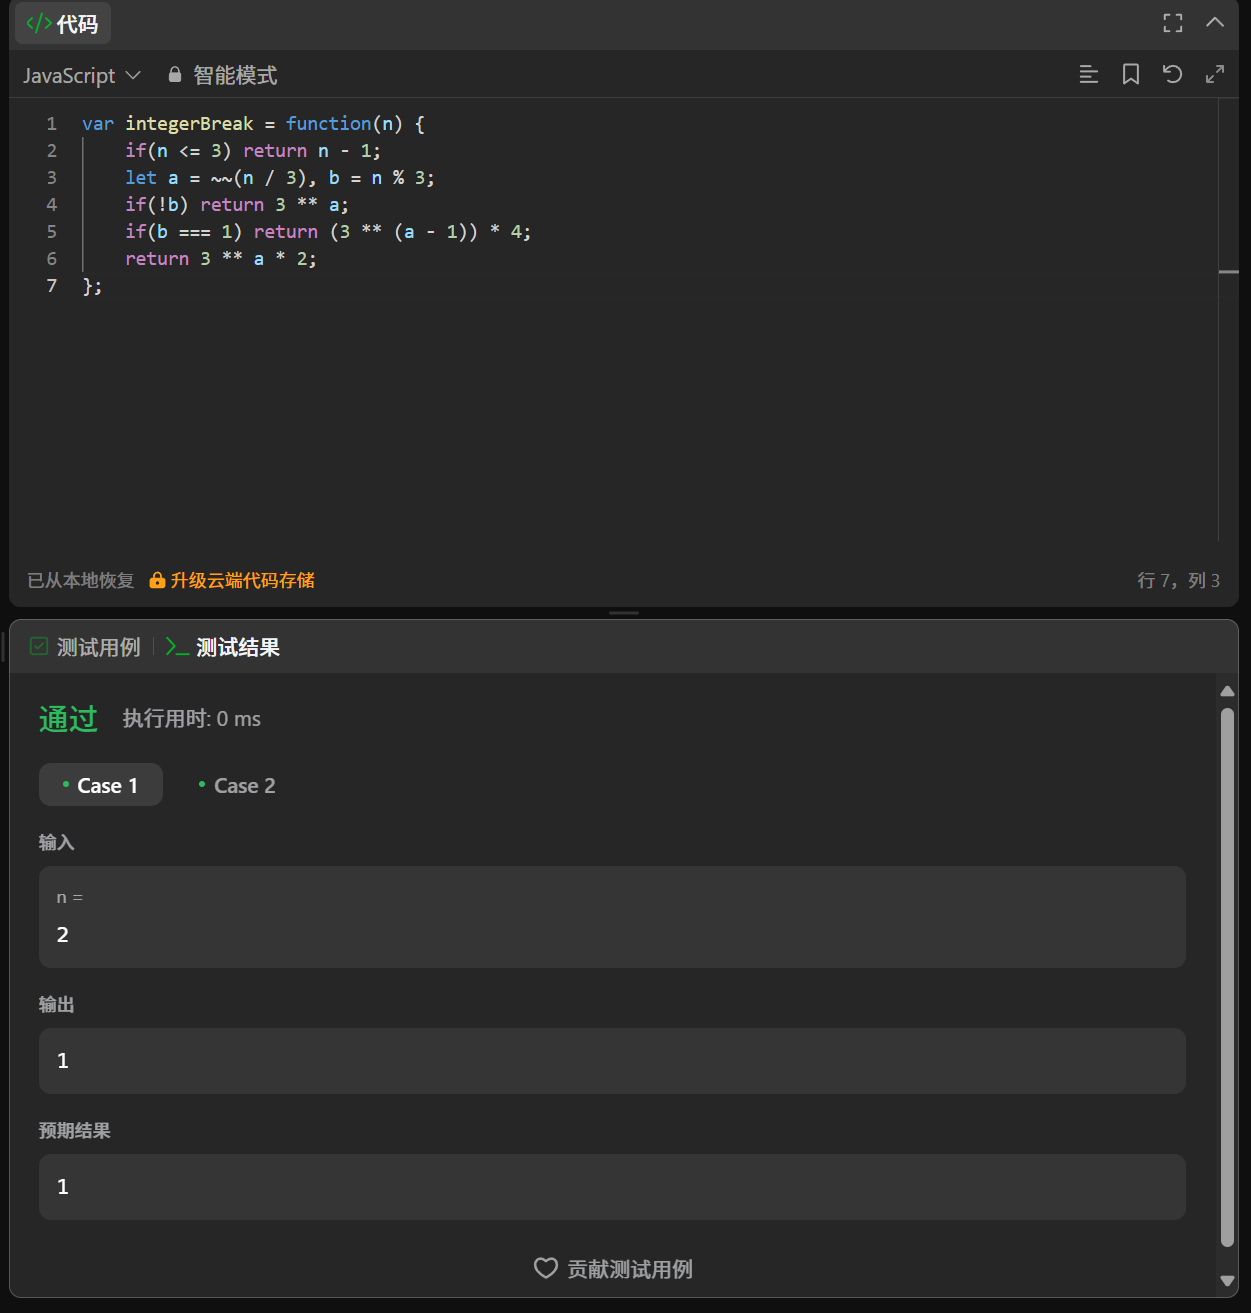 </> 代码
JavaScript 智能模式
1 var integerBreak = function(n) {
2 if(n <= 3) return n - 1;
3 let a = ~~(n / 3), b = n % 3;
4 if(!b) return 3 ** a;
5 if(b === 1) return (3 ** (a - 1)) * 4;
6 return 3 ** a * 2;
7 };
已从本地恢复 升级云端代码存储 行 7，列 3
测试用例 >_ 测试结果
通过 执行用时: 0 ms
• Case 1 • Case 2
输入
n =
2
输出
1
预期结果
1
贡献测试用例